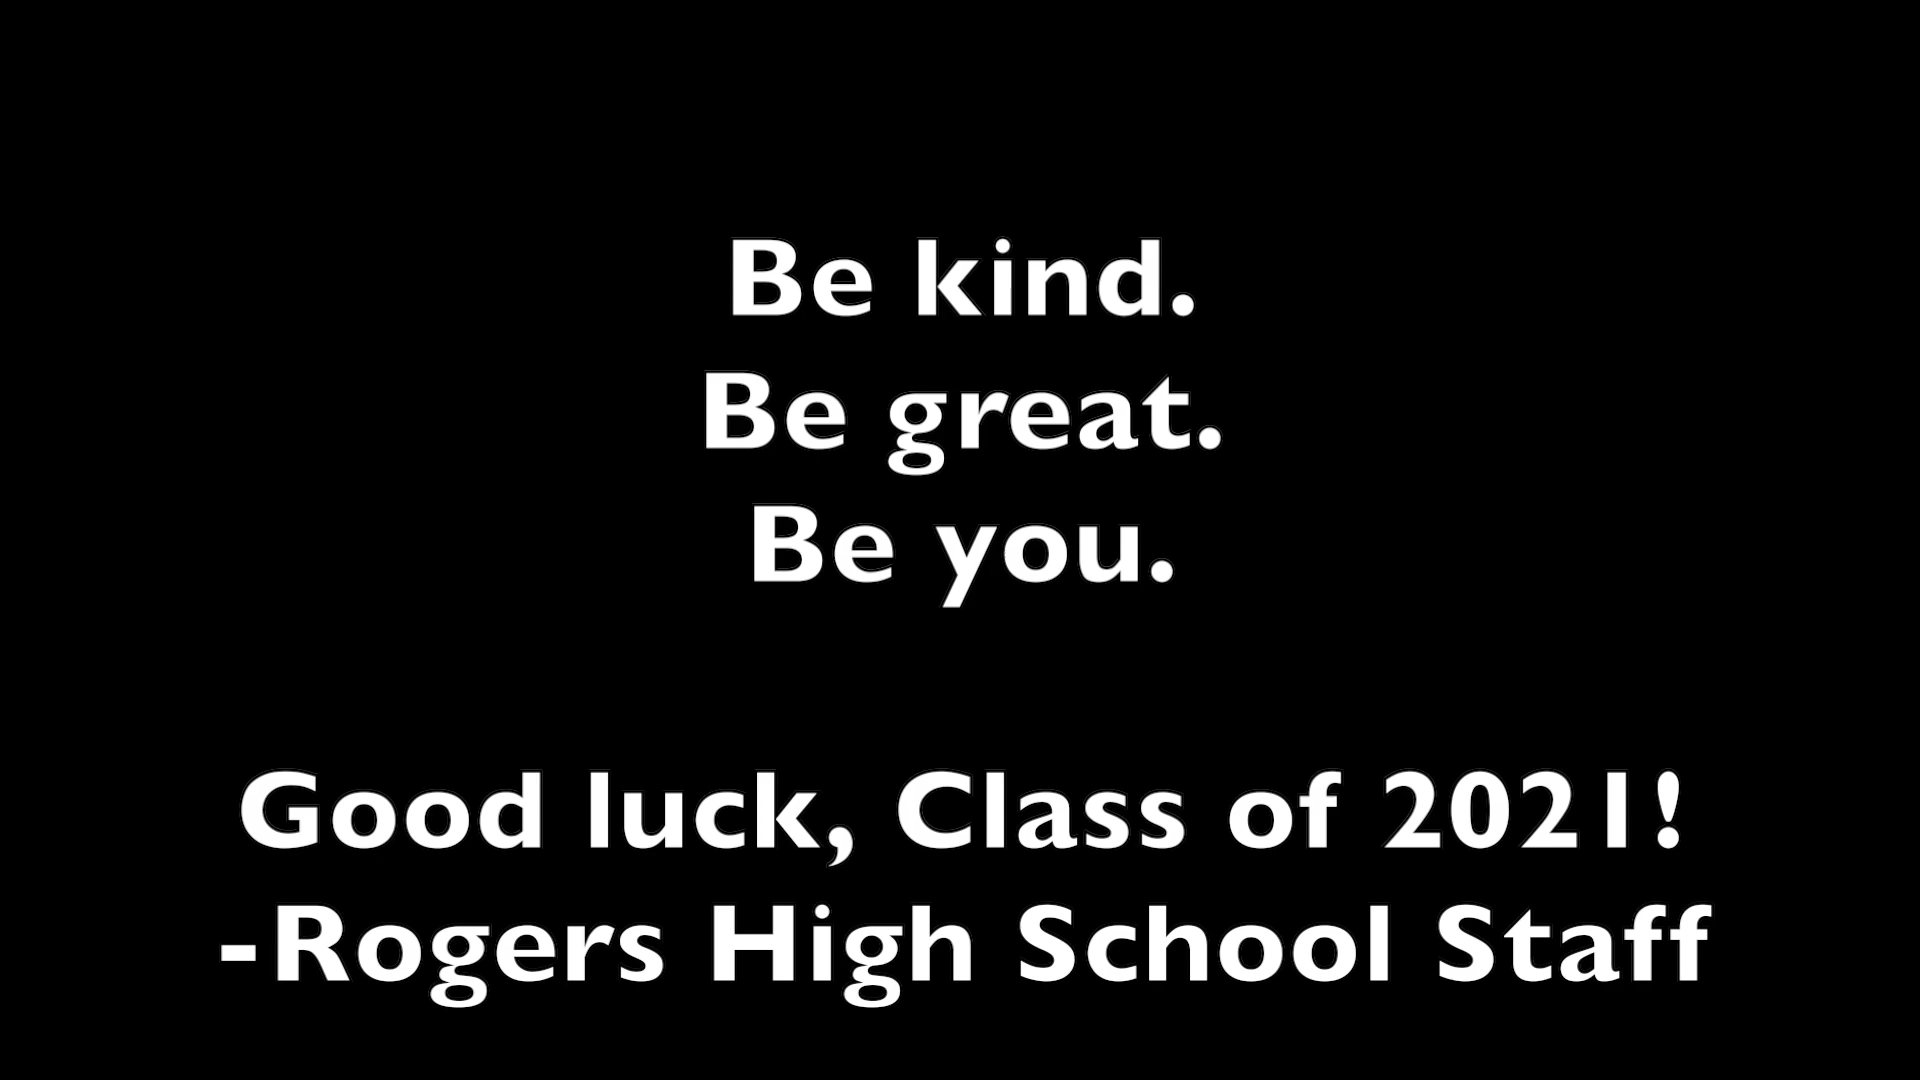 Be kind.
Be great.
Be you.
Good luck, Class of 2021!
-Rogers High School Staff